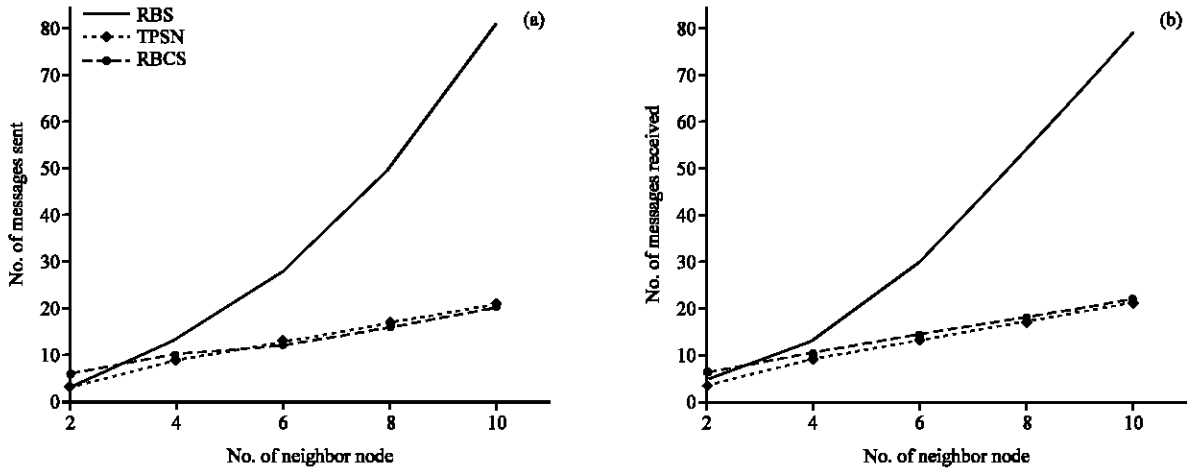 (a)
RBS
TPSN
RBCS
80
70
60
50
40
30
20
10
0
No. of messages sent
2 4 6 8 10
No. of neighbor node
(b)
80
70
60
50
40
30
20
10
0
No. of messages received
2 4 6 8 10
No. of neighbor node